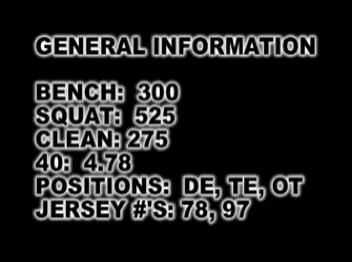 GENERAL INFORMATION
BENCH: 300
SQUAT: 525
CLEAN: 275
40: 4.78
POSITIONS: DE, TE, OT
JERSEY #'S: 78, 97